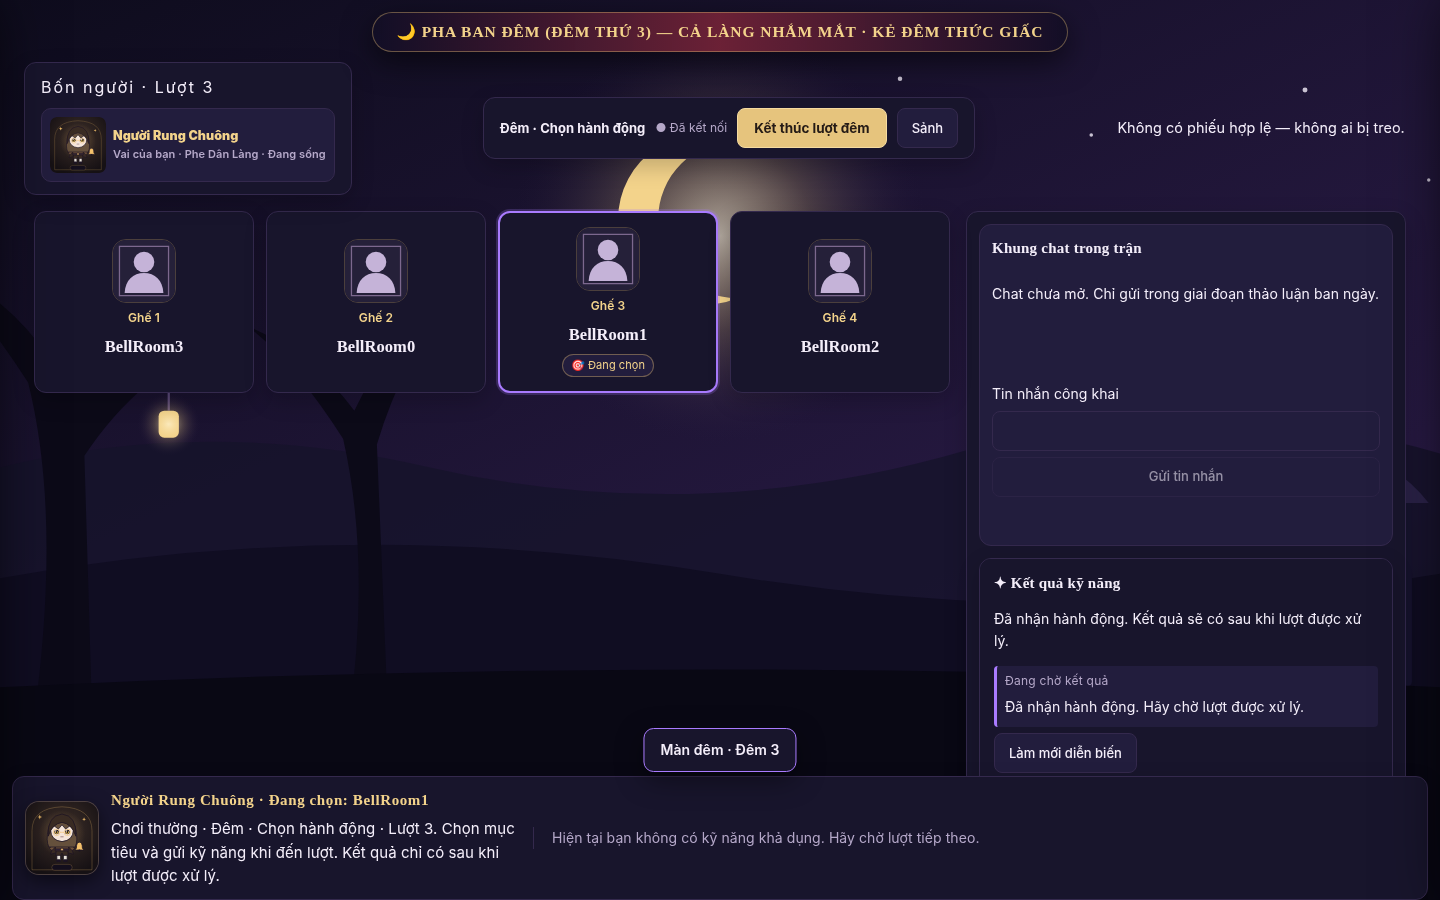 🌙 PHA BAN ĐÊM (ĐÊM THỨ 3) — CẢ LÀNG NHẮM MẮT · KẺ ĐÊM THỨC GIẤC
Bốn người · Lượt 3
Người Rung Chuông
Vai của bạn · Phe Dân Làng · Đang sống
Đêm · Chọn hành động
Đã kết nối
Kết thúc lượt đêm
Sảnh
Không có phiếu hợp lệ — không ai bị treo.
Ghế 1
BellRoom3
Ghế 2
BellRoom0
Ghế 3
BellRoom1
🎯 Đang chọn
Ghế 4
BellRoom2
Khung chat trong trận
Chat chưa mở. Chỉ gửi trong giai đoạn thảo luận ban ngày.
Tin nhắn công khai
Gửi tin nhắn
✦ Kết quả kỹ năng
Đã nhận hành động. Kết quả sẽ có sau khi lượt được xử
lý.
Đang chờ kết quả
Đã nhận hành động. Hãy chờ lượt được xử lý.
Làm mới diễn biến
Màn đêm · Đêm 3
Người Rung Chuông · Đang chọn: BellRoom1
Chơi thường · Đêm · Chọn hành động · Lượt 3. Chọn mục
tiêu và gửi kỹ năng khi đến lượt. Kết quả chỉ có sau khi
lượt được xử lý.
Hiện tại bạn không có kỹ năng khả dụng. Hãy chờ lượt tiếp theo.